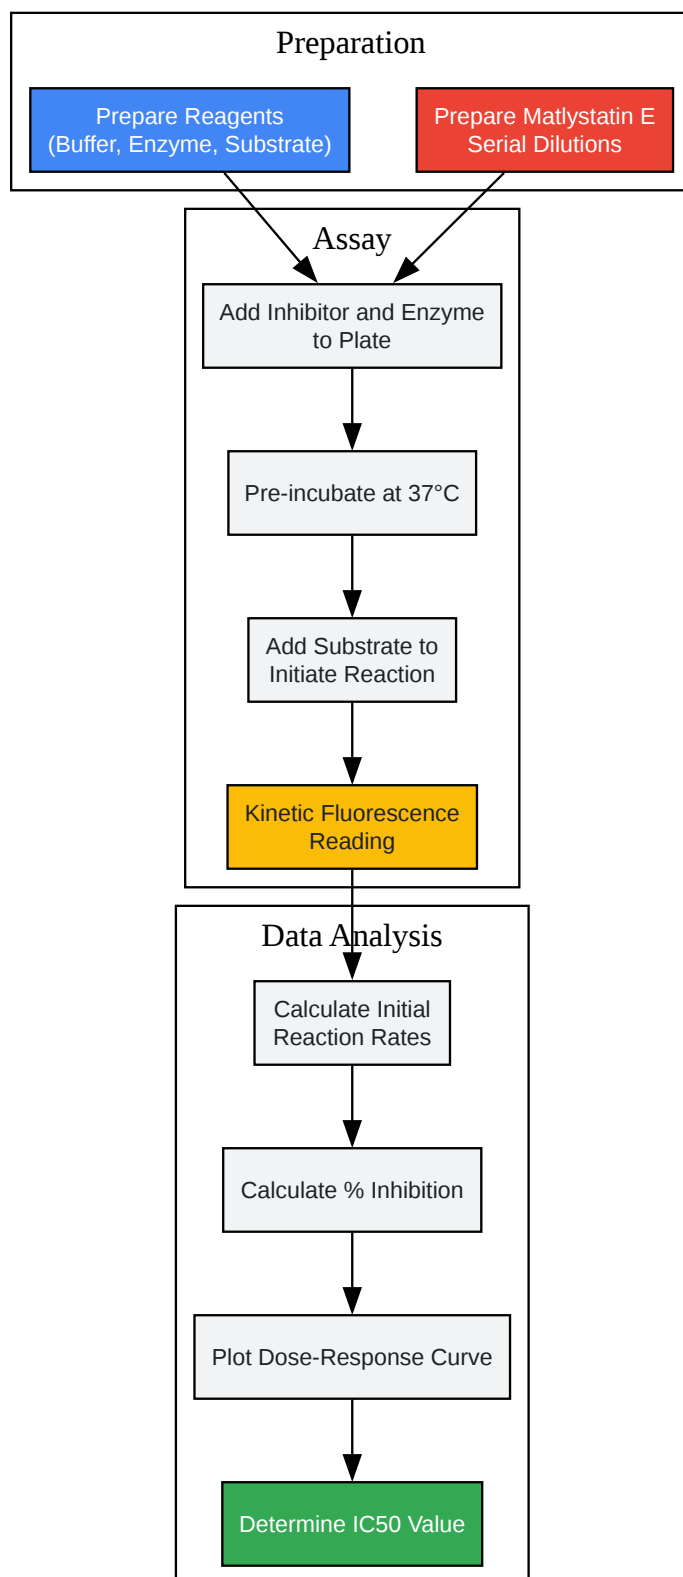 Preparation
Prepare Reagents
(Buffer, Enzyme, Substrate)
Prepare Matlystatin E
Serial Dilutions
Assay
Add Inhibitor and Enzyme
to Plate
Pre-incubate at 37°C
Add Substrate to
Initiate Reaction
Kinetic Fluorescence
Reading
Data Analysis
Calculate Initial
Reaction Rates
Calculate % Inhibition
Plot Dose-Response Curve
Determine IC50 Value